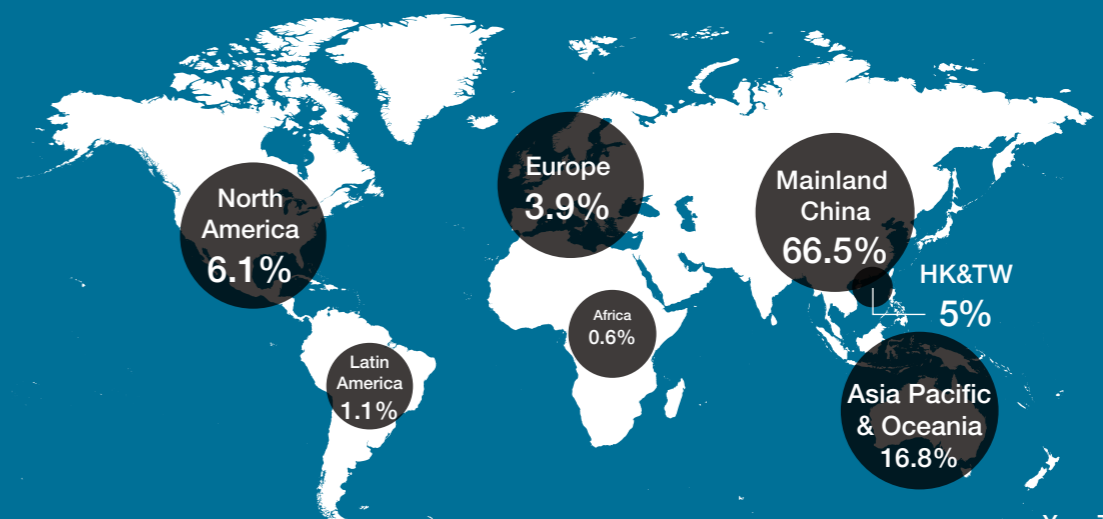 North
America
6.1%
Europe
3.9%
Mainland
China
66.5%
HK&TW
5%
Africa
0.6%
Latin
America
1.1%
Asia Pacific
& Oceania
16.8%